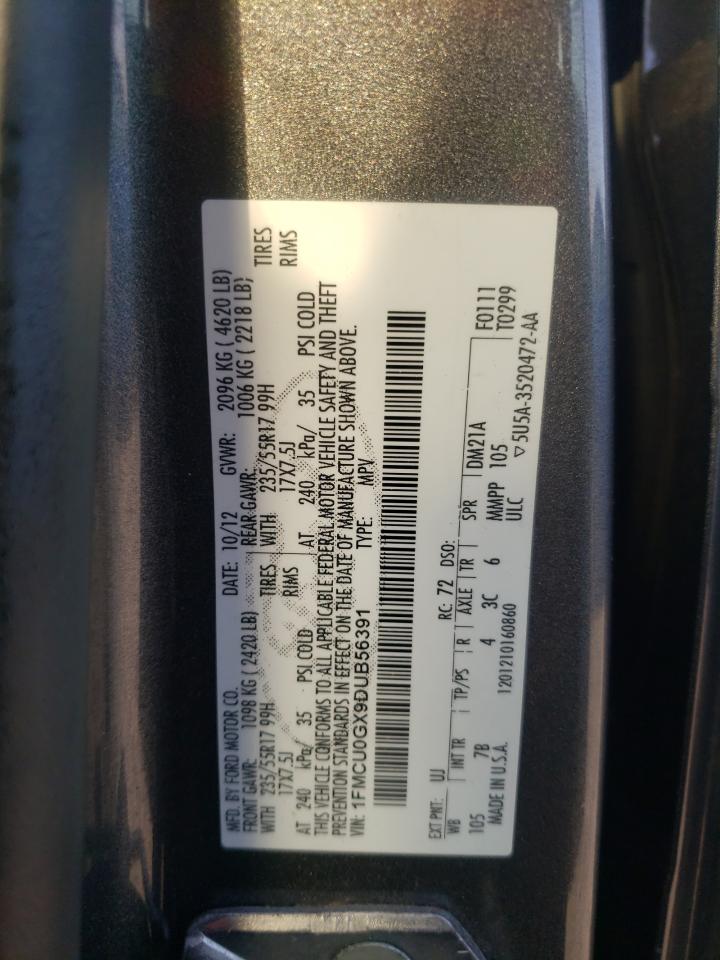 MFD. BY FORD MOTOR CO.
DATE: 10/12 GVWR: 2096 KG ( 4620 LB)
FRONT GAWR: 1098 KG ( 2420 LB) REAR GAWR: 1006 KG ( 2218 LB)
WITH 235/55R17 99H TIRES WITH 235/55R17 99H TIRES
17X7.5J RIMS 17X7.5J RIMS
AT 240 kPa/ 35 PSI COLD AT 240 kPa/ 35 PSI COLD
THIS VEHICLE CONFORMS TO ALL APPLICABLE FEDERAL MOTOR VEHICLE SAFETY AND THEFT
PREVENTION STANDARDS IN EFFECT ON THE DATE OF MANUFACTURE SHOWN ABOVE.
VIN: 1FMCU0GX9DUB56391 TYPE: MPV
EXT PNT: UJ RC: 72 DSO: F0111
WB INT TR TP/PS R AXLE TR SPR DM21A T0299
105 7B 4 3C 6 MMPP 105
MADE IN U.S.A. 1201210160860 ULC ▽5U5A-3520472-AA